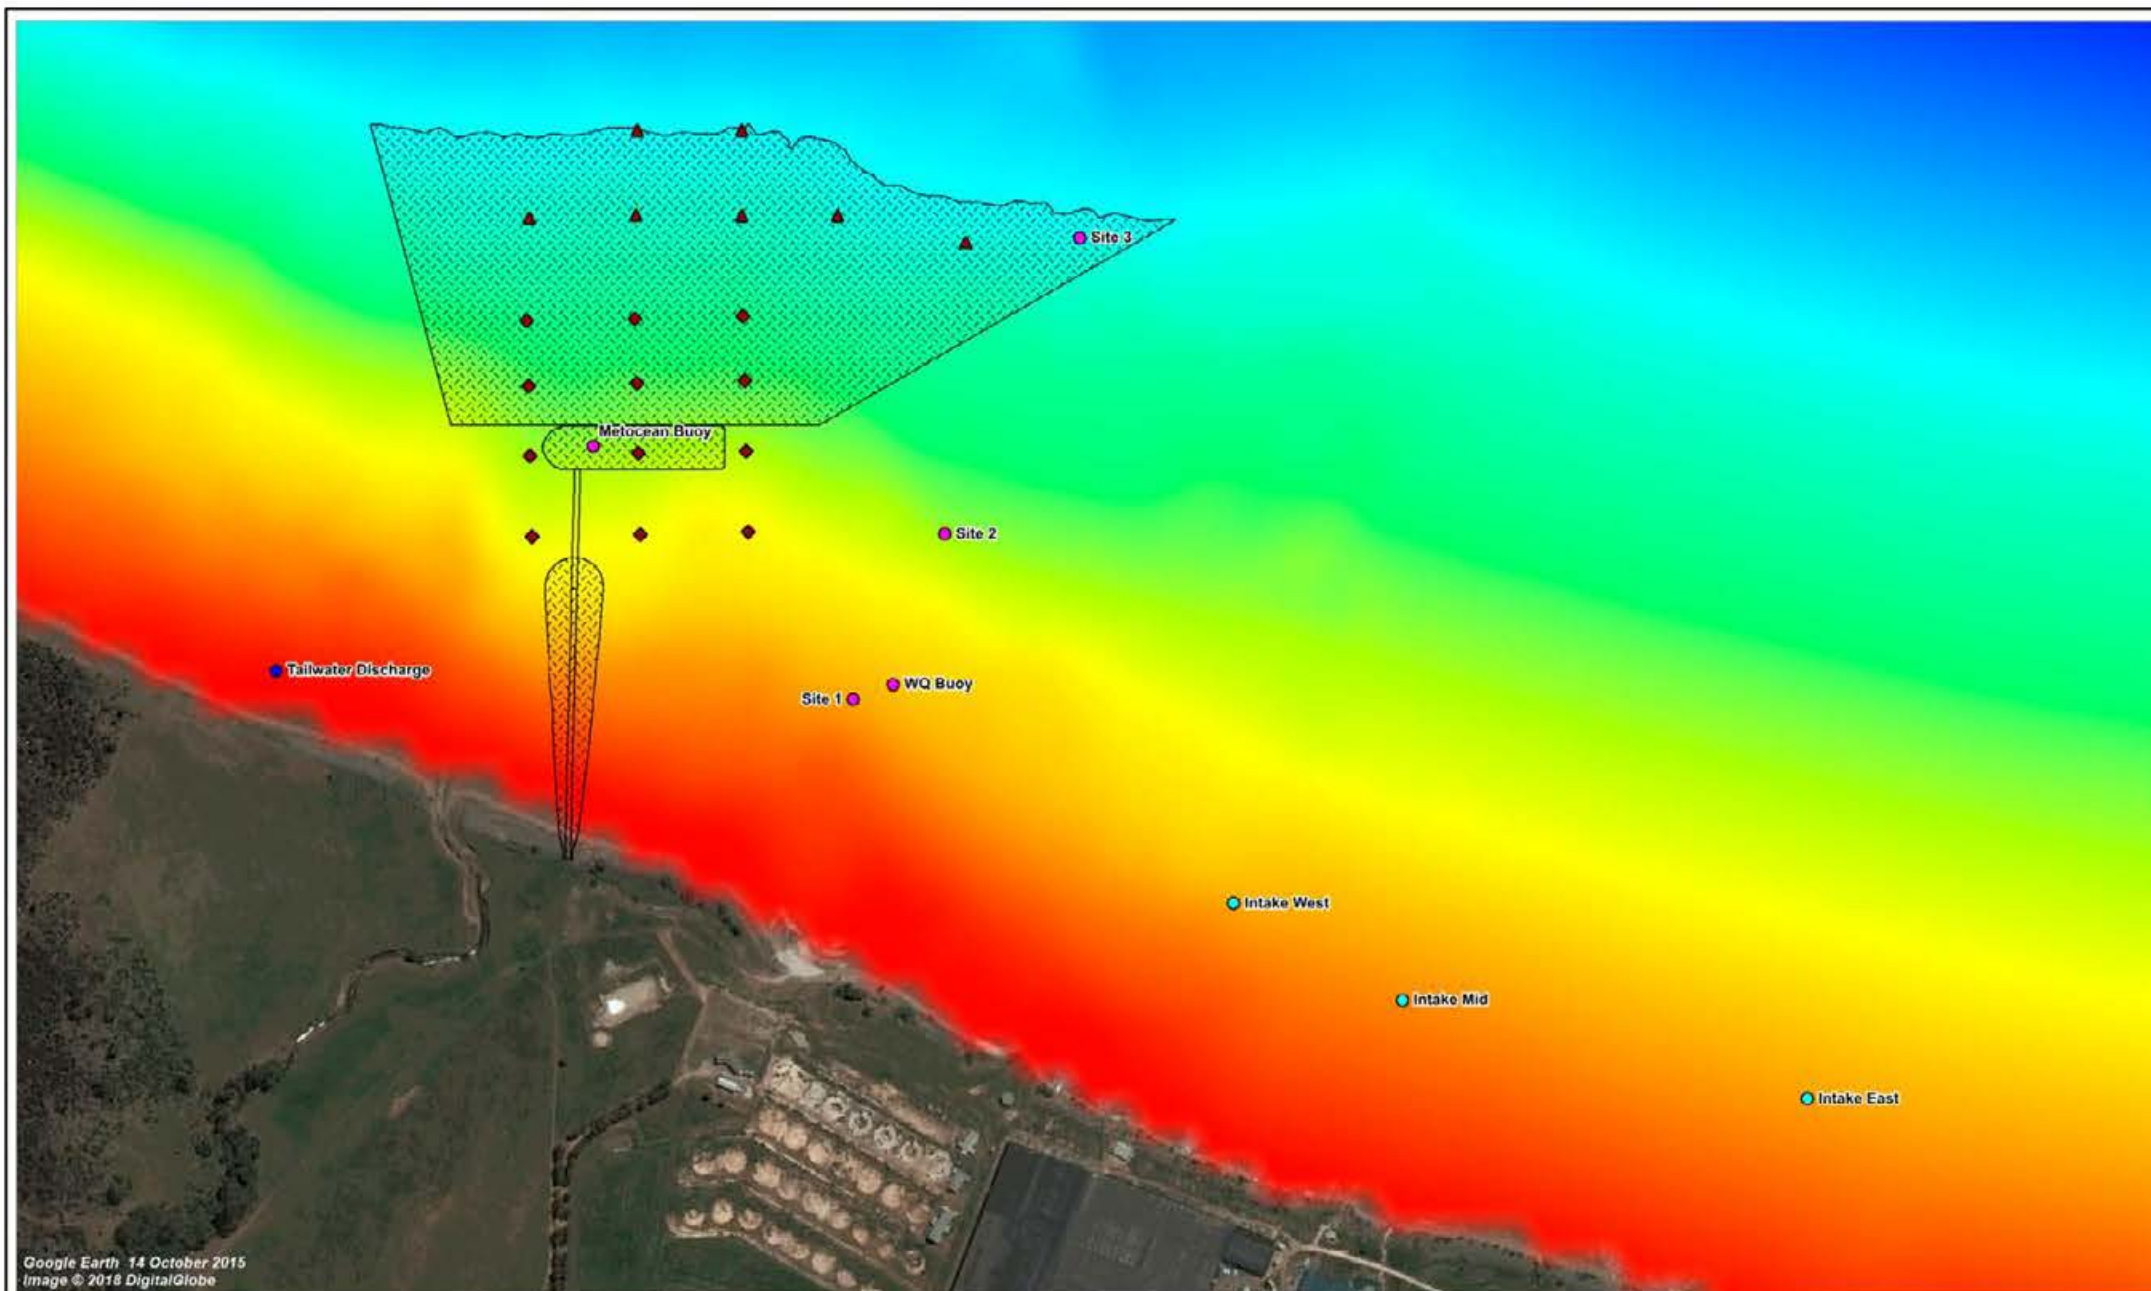 Site 3
Metocean Buoy
Site 2
Tailwater Discharge
WQ Buoy
Site 1
Intake West
Intake Mid
Intake East
Google Earth 14 October 2015
Image © 2018 DigitalGlobe